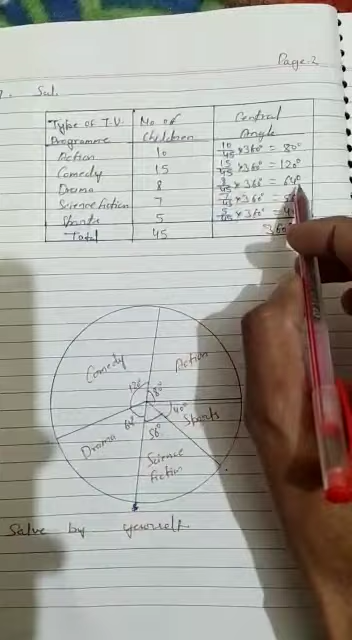 Page-2
Sol.
Type of T.V. Programme No. of Children Central Angle
Action 10 10/45 × 360° = 80°
Comedy 15 15/45 × 360° = 120°
Drama 8 8/45 × 360° = 64°
Science fiction 7 7/45 × 360° =
Sports 5 5/45 × 360° =
Total 45 360°
Comedy
Action
120°
80°
40°
Sports
64°
56°
Drama
Science
fiction
Solve by yourself